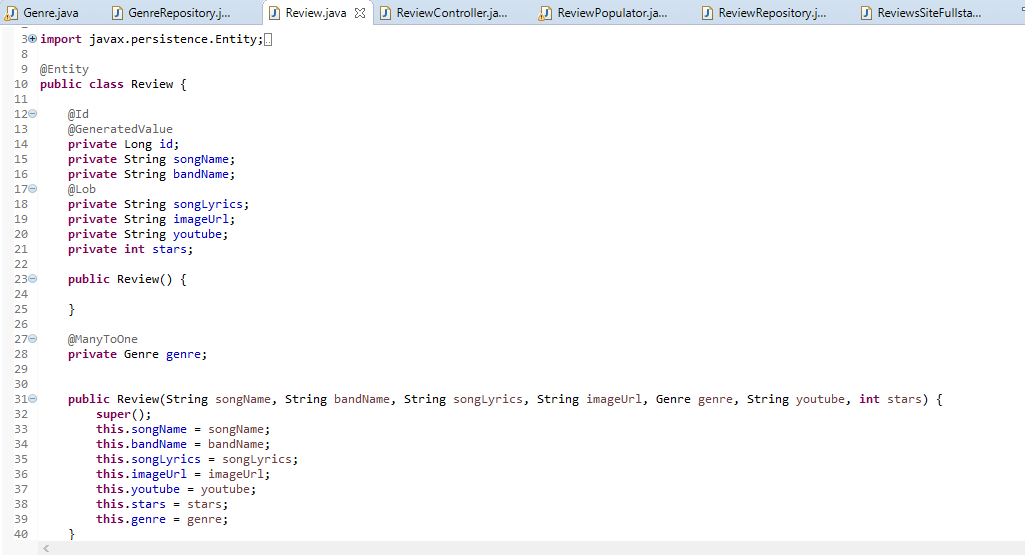 Genre.java GenreRepository.j... Review.java ReviewController.ja... ReviewPopulator.ja... ReviewRepository.j... ReviewsSiteFullsta...
3 import javax.persistence.Entity;
8
9 @Entity
10 public class Review {
11
12 @Id
13 @GeneratedValue
14 private Long id;
15 private String songName;
16 private String bandName;
17 @Lob
18 private String songLyrics;
19 private String imageUrl;
20 private String youtube;
21 private int stars;
22
23 public Review() {
24
25 }
26
27 @ManyToOne
28 private Genre genre;
29
30
31 public Review(String songName, String bandName, String songLyrics, String imageUrl, Genre genre, String youtube, int stars) {
32 super();
33 this.songName = songName;
34 this.bandName = bandName;
35 this.songLyrics = songLyrics;
36 this.imageUrl = imageUrl;
37 this.youtube = youtube;
38 this.stars = stars;
39 this.genre = genre;
40 }